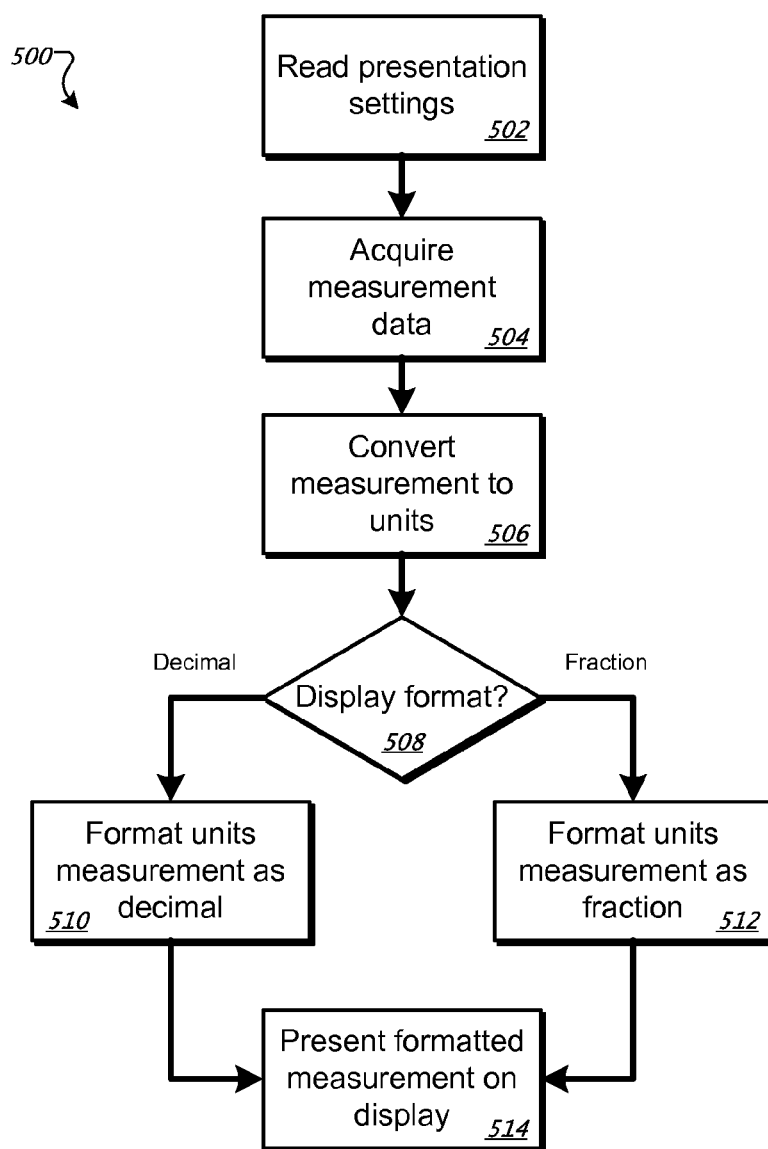 500
Read presentation
settings
502
Acquire
measurement
data
504
Convert
measurement to
units
506
Decimal
Fraction
Display format?
508
Format units
measurement as
decimal
510
Format units
measurement as
fraction
512
Present formatted
measurement on
display
514